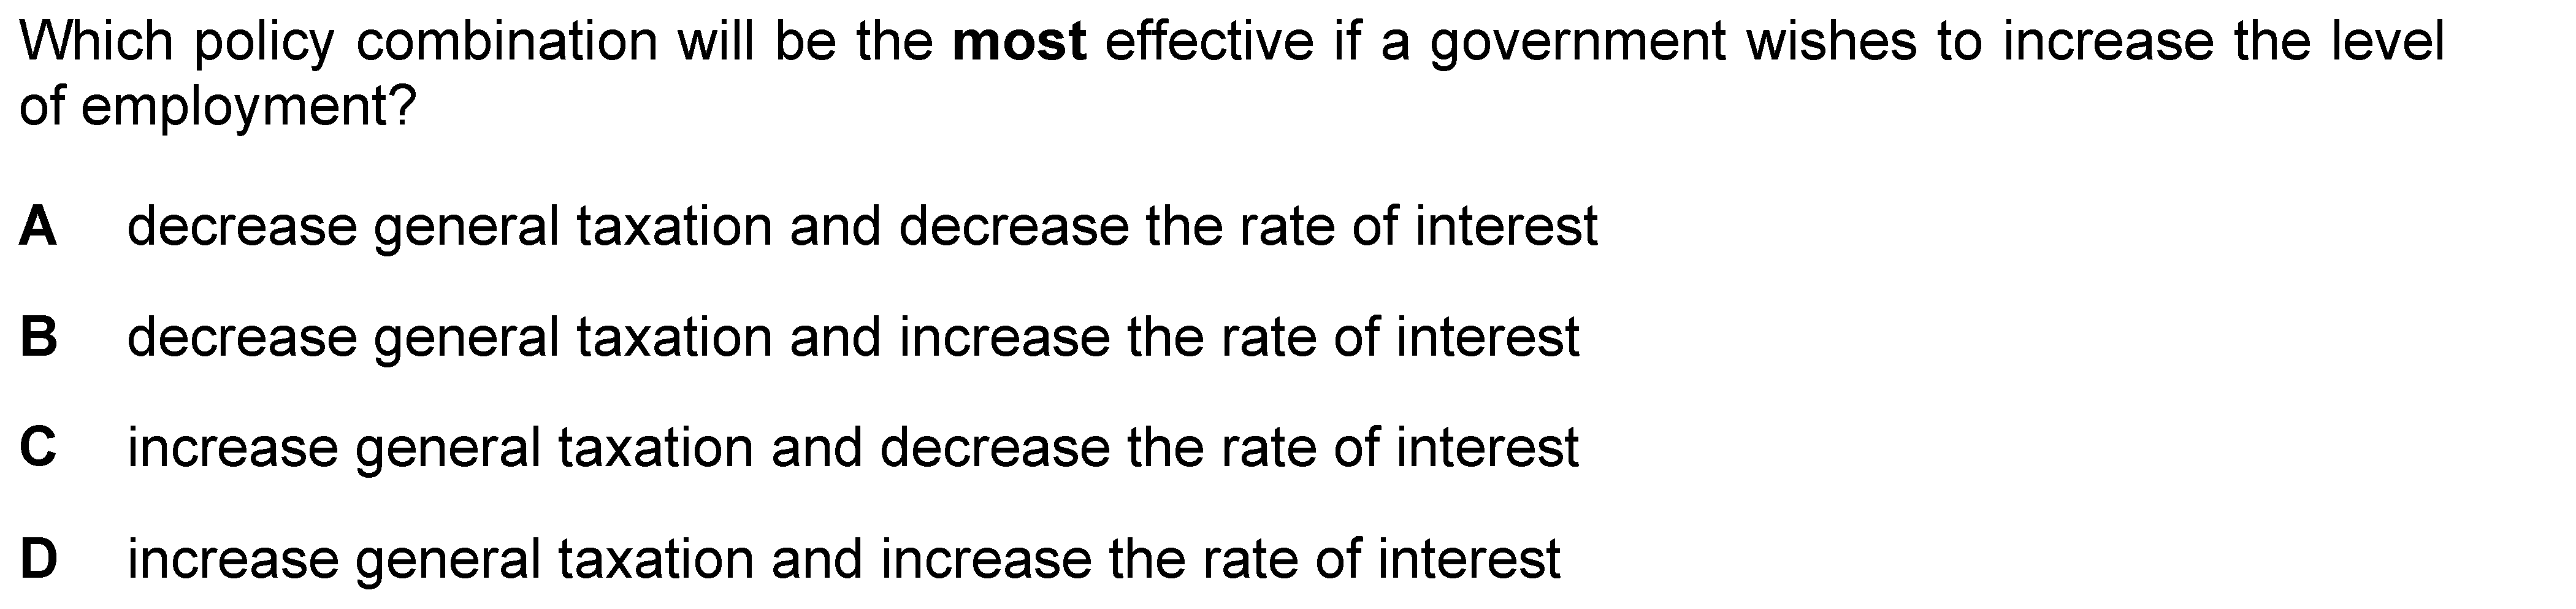 Which policy combination will be the most effective if a government wishes to increase the level
of employment?
A decrease general taxation and decrease the rate of interest
B decrease general taxation and increase the rate of interest
C increase general taxation and decrease the rate of interest
D increase general taxation and increase the rate of interest